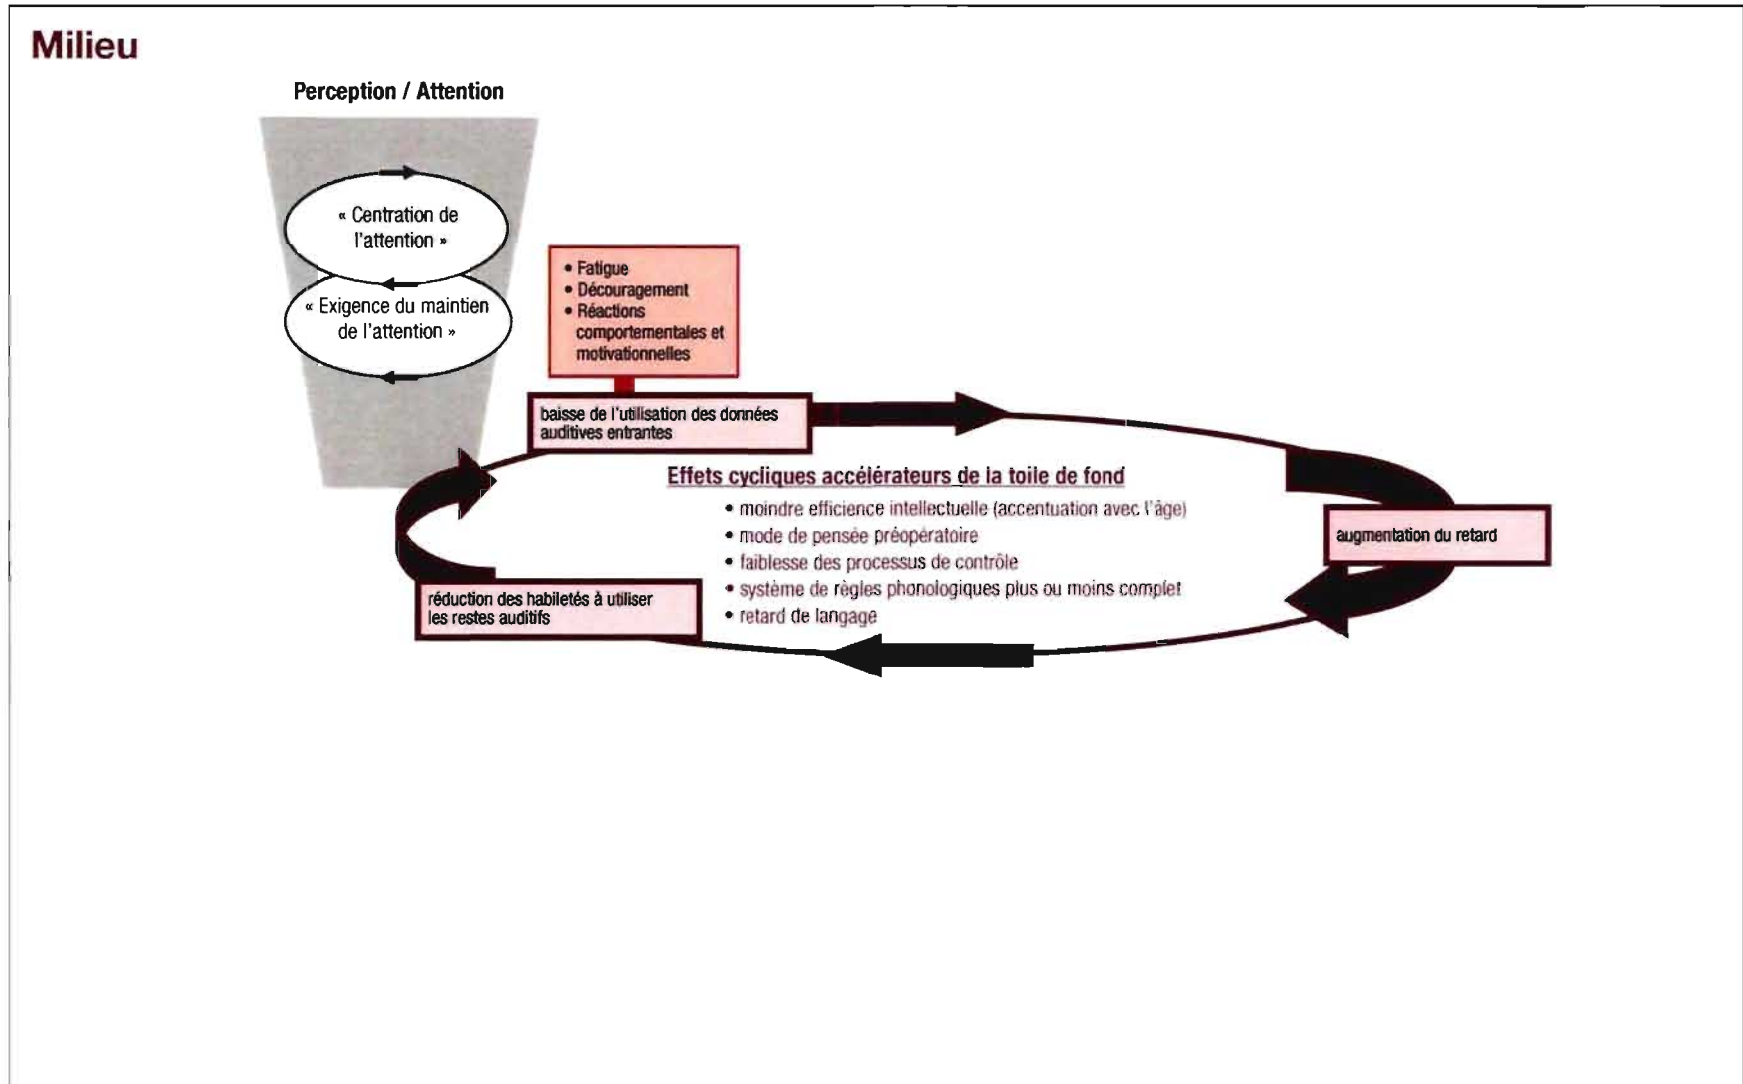 Milieu
Perception / Attention
« Centration de
l'attention »
« Exigence du maintien
de l'attention »
• Fatigue
• Découragement
• Réactions
comportementales et
motivationnelles
baisse de l'utilisation des données
auditives entrantes
Effets cycliques accélérateurs de la toile de fond
• moindre efficience intellectuelle (accentuation avec l'âge)
• mode de pensée préopératoire
• faiblesse des processus de contrôle
• système de règles phonologiques plus ou moins complet
• retard de langage
augmentation du retard
réduction des habiletés à utiliser
les restes auditifs